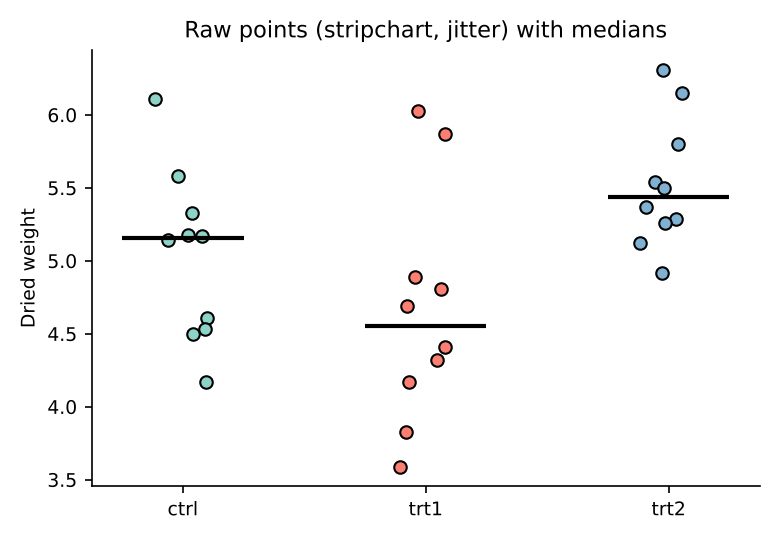 Raw points (stripchart, jitter) with medians
Dried weight
6.0
5.5
5.0
4.5
4.0
3.5
ctrl
trt1
trt2